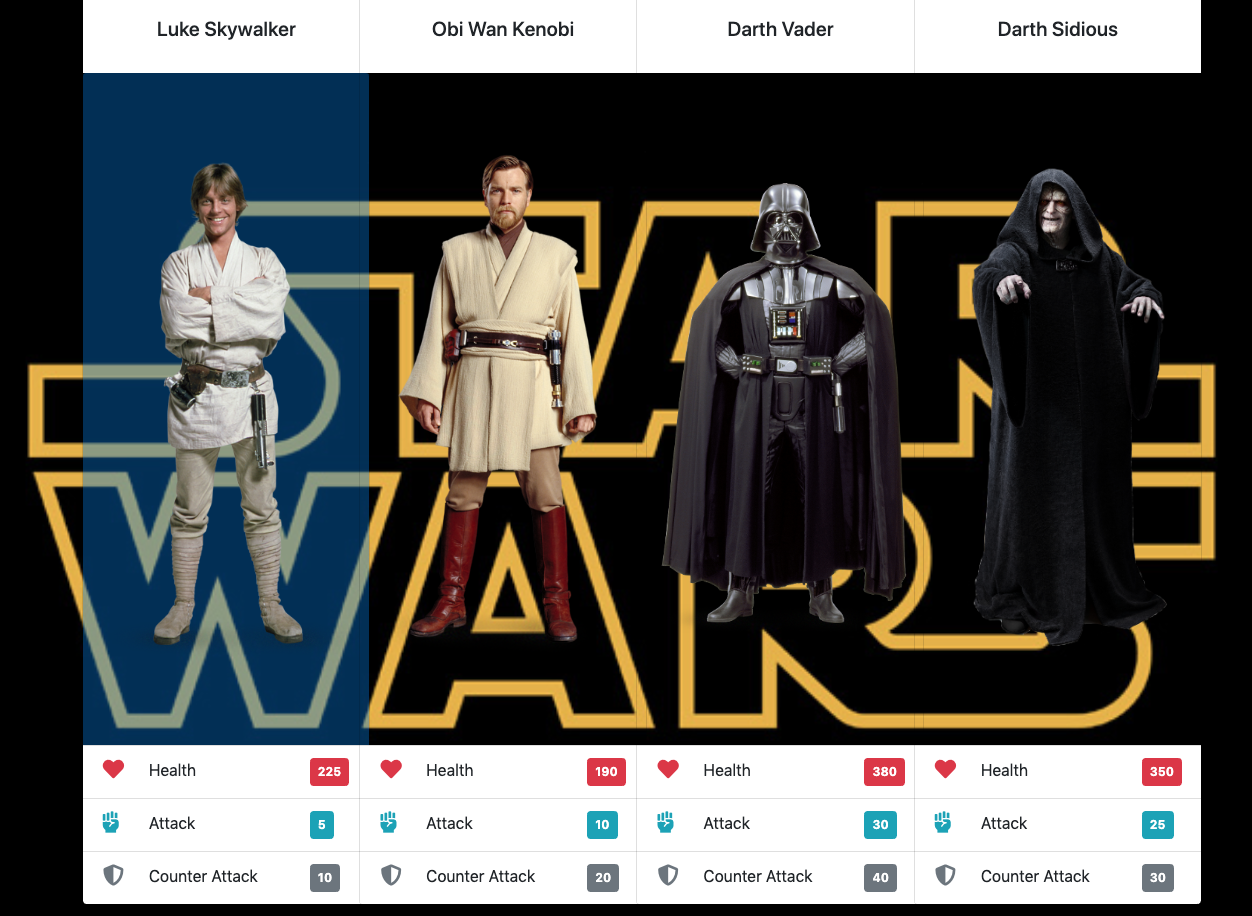 Luke Skywalker Obi Wan Kenobi Darth Vader Darth Sidious
STAR
WARS
Health 225 Health 190 Health 380 Health 350
Attack 5 Attack 10 Attack 30 Attack 25
Counter Attack 10 Counter Attack 20 Counter Attack 40 Counter Attack 30